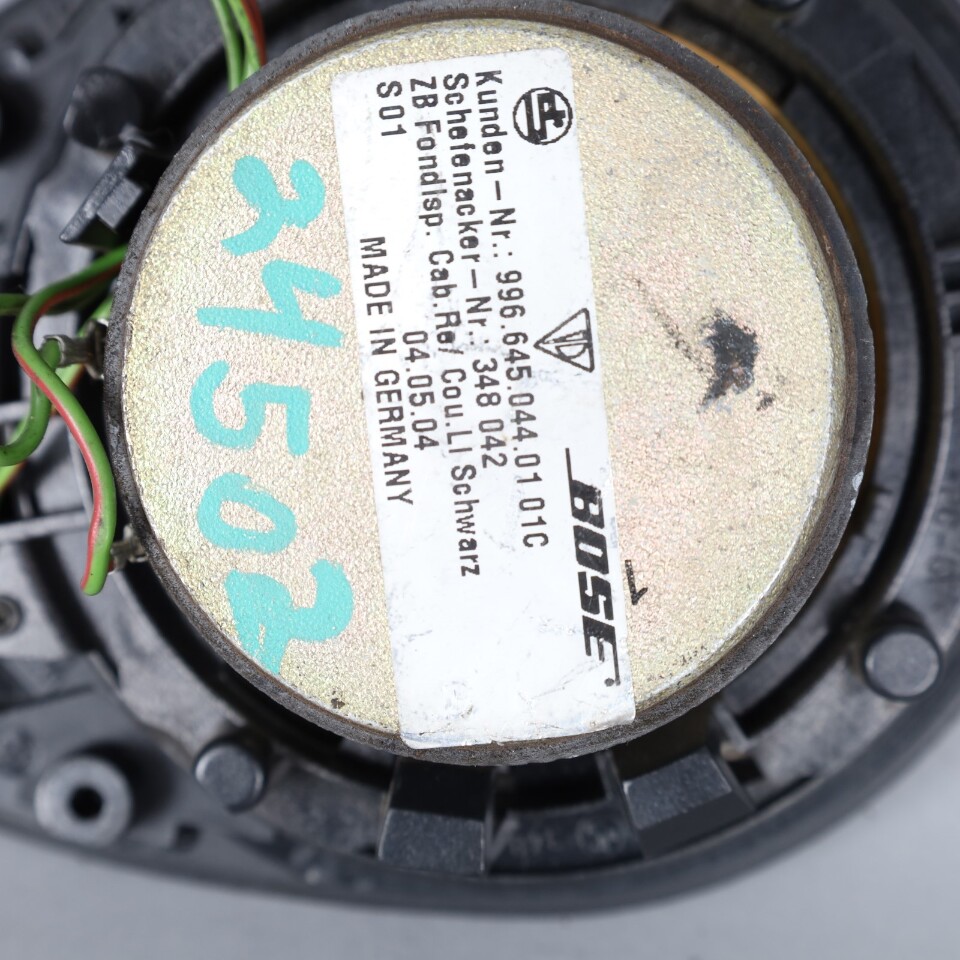 BOSE
Kunden-Nr.: 996.645.044.01 01C
Schefenacker-Nr.: 348 042
ZB Fondlsp. Cab.Re/ Cou.LI Schwarz
S01 04.05.04
MADE IN GERMANY
24502